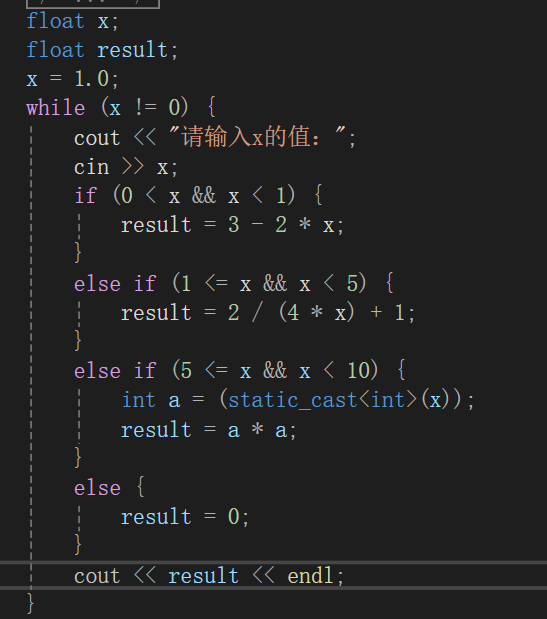 float x;
float result;
x = 1.0;
while (x != 0) {
cout << "请输入x的值：";
cin >> x;
if (0 < x && x < 1) {
result = 3 - 2 * x;
}
else if (1 <= x && x < 5) {
result = 2 / (4 * x) + 1;
}
else if (5 <= x && x < 10) {
int a = (static_cast<int>(x));
result = a * a;
}
else {
result = 0;
}
cout << result << endl;
}